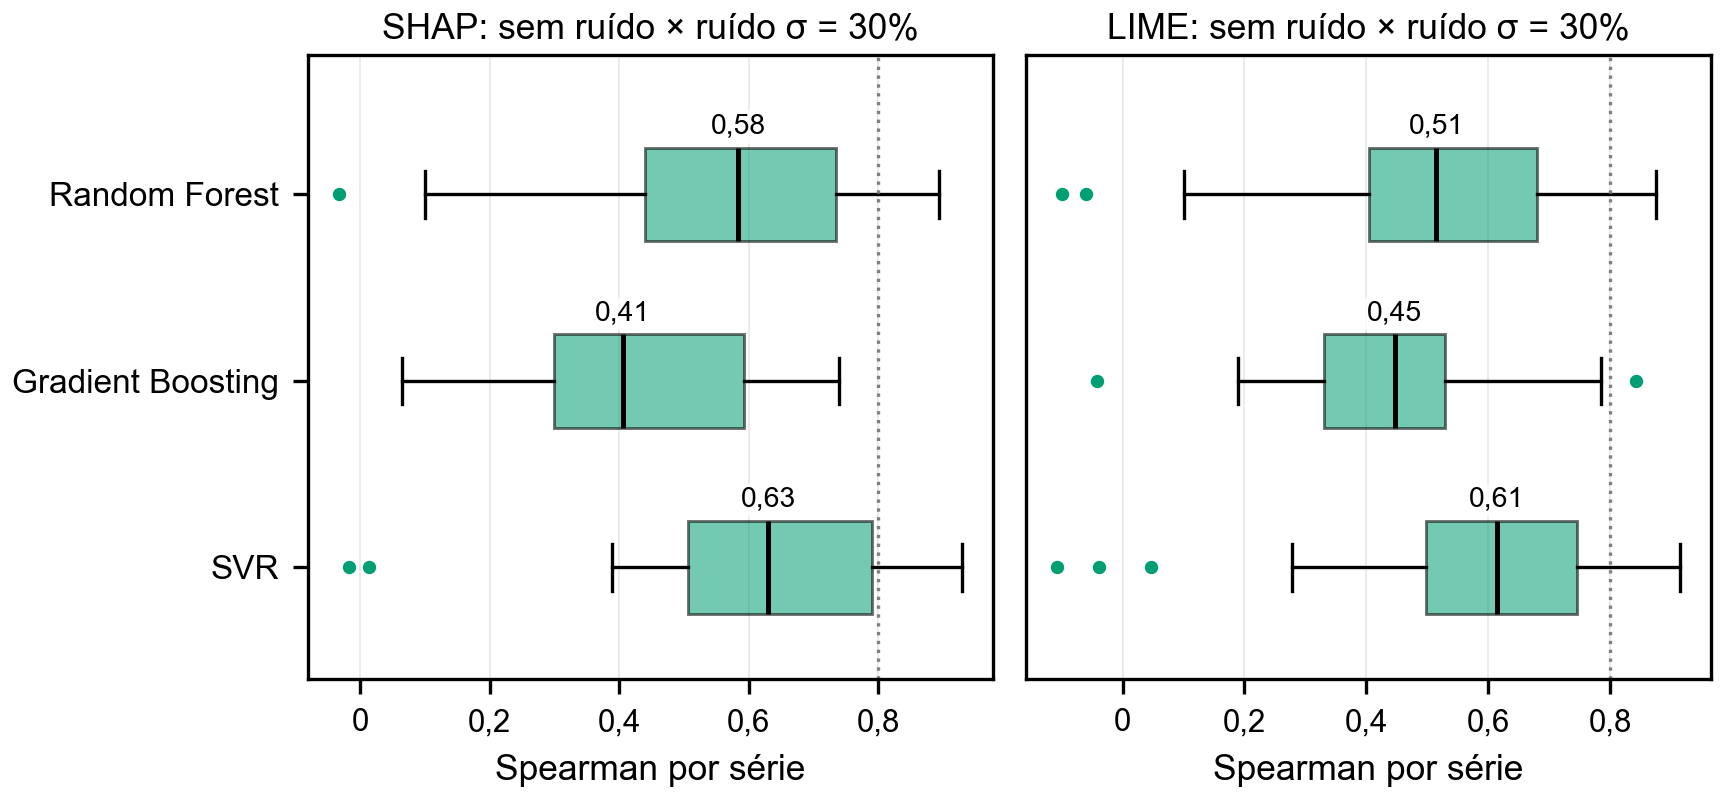 SHAP: sem ruído × ruído σ = 30%
LIME: sem ruído × ruído σ = 30%
Random Forest
0,58
0,51
Gradient Boosting
0,41
0,45
SVR
0,63
0,61
0 0,2 0,4 0,6 0,8
0 0,2 0,4 0,6 0,8
Spearman por série
Spearman por série